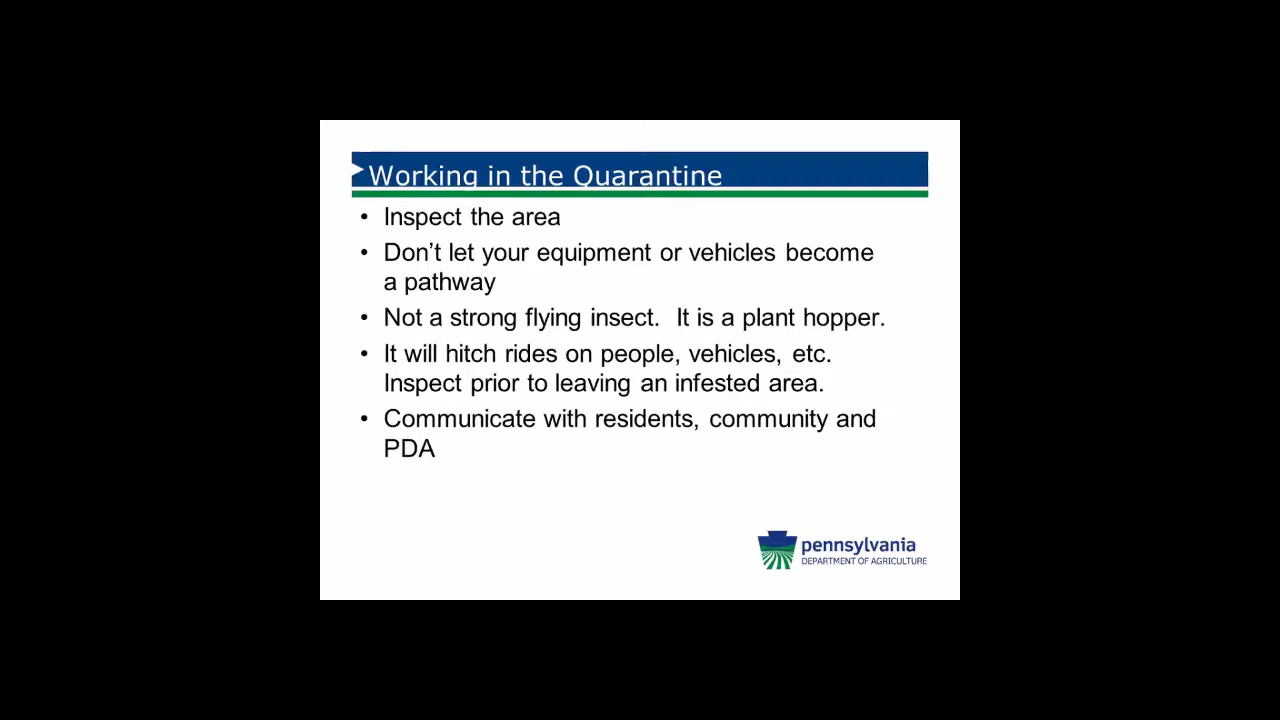 Working in the Quarantine
• Inspect the area
• Don’t let your equipment or vehicles become
a pathway
• Not a strong flying insect.  It is a plant hopper.
• It will hitch rides on people, vehicles, etc.
Inspect prior to leaving an infested area.
• Communicate with residents, community and
PDA
pennsylvania
DEPARTMENT OF AGRICULTURE